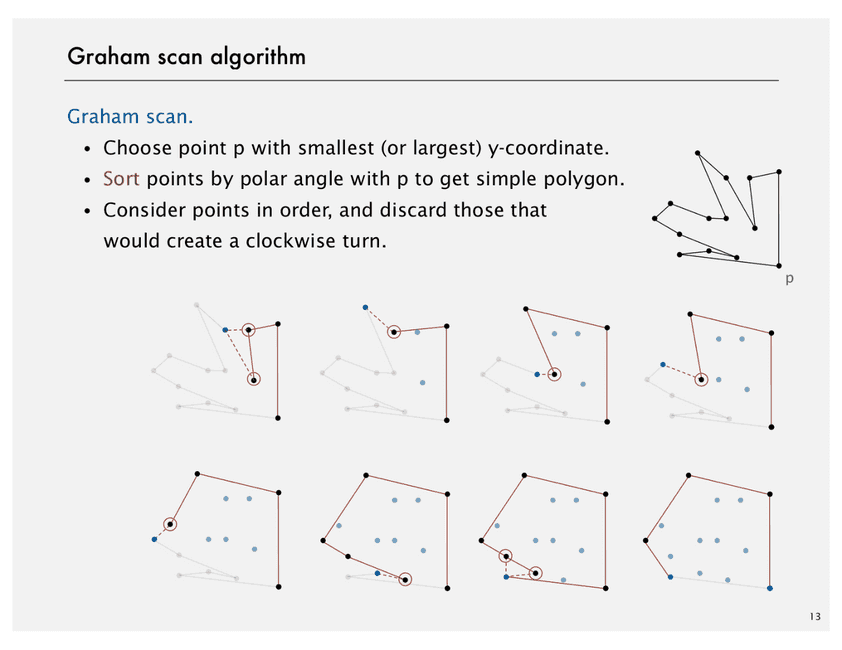 Graham scan algorithm
Graham scan.
• Choose point p with smallest (or largest) y-coordinate.
• Sort points by polar angle with p to get simple polygon.
• Consider points in order, and discard those that
would create a clockwise turn.
p
13